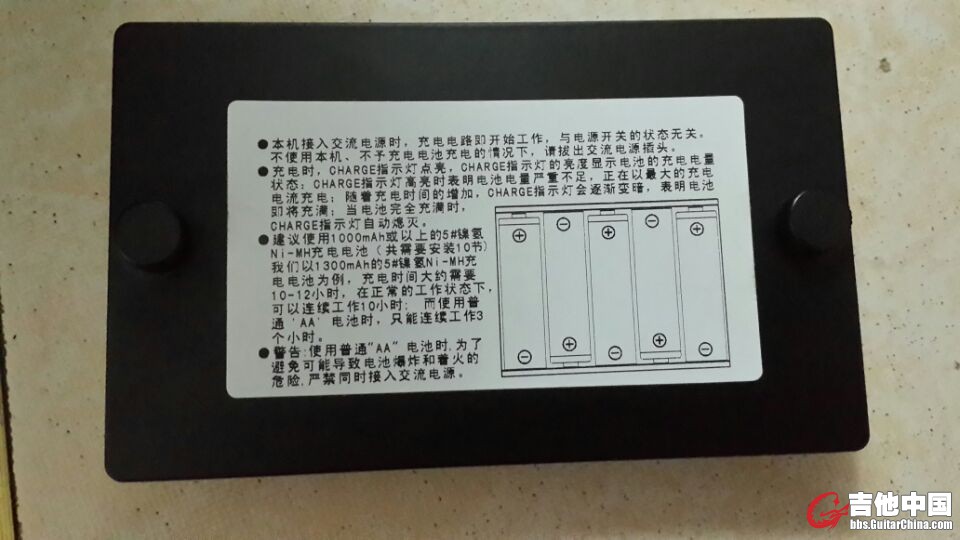 ●本机接入交流电源时，充电电路即开始工作，与电源开关的状态无关。
不使用本机、不予充电电池充电的情况下，请拔出交流电源插头。
●充电时，CHARGE指示灯点亮，CHARGE指示灯的亮度显示电池的充电电量
状态；CHARGE指示灯高亮时表明电池电量严重不足，正在以最大的充电
电流充电；随着充电时间的增加，CHARGE指示灯会逐渐变暗，表明电池
即将充满；当电池完全充满时，
CHARGE指示灯自动熄灭。
●建议使用1000mAh或以上的5#镍氢
Ni-MH充电电池（共需要安装10节）
我们以1300mAh的5#镍氢Ni-MH充
电电池为例，充电时间大约需要
10-12小时，在正常的工作状态下，
可以连续工作10小时；而使用普
通‘AA’电池时，只能连续工作3
个小时。
●警告:使用普通“AA”电池时,为了
避免可能导致电池爆炸和着火的
危险,严禁同时接入交流电源。
吉他中国
bbs.GuitarChina.com